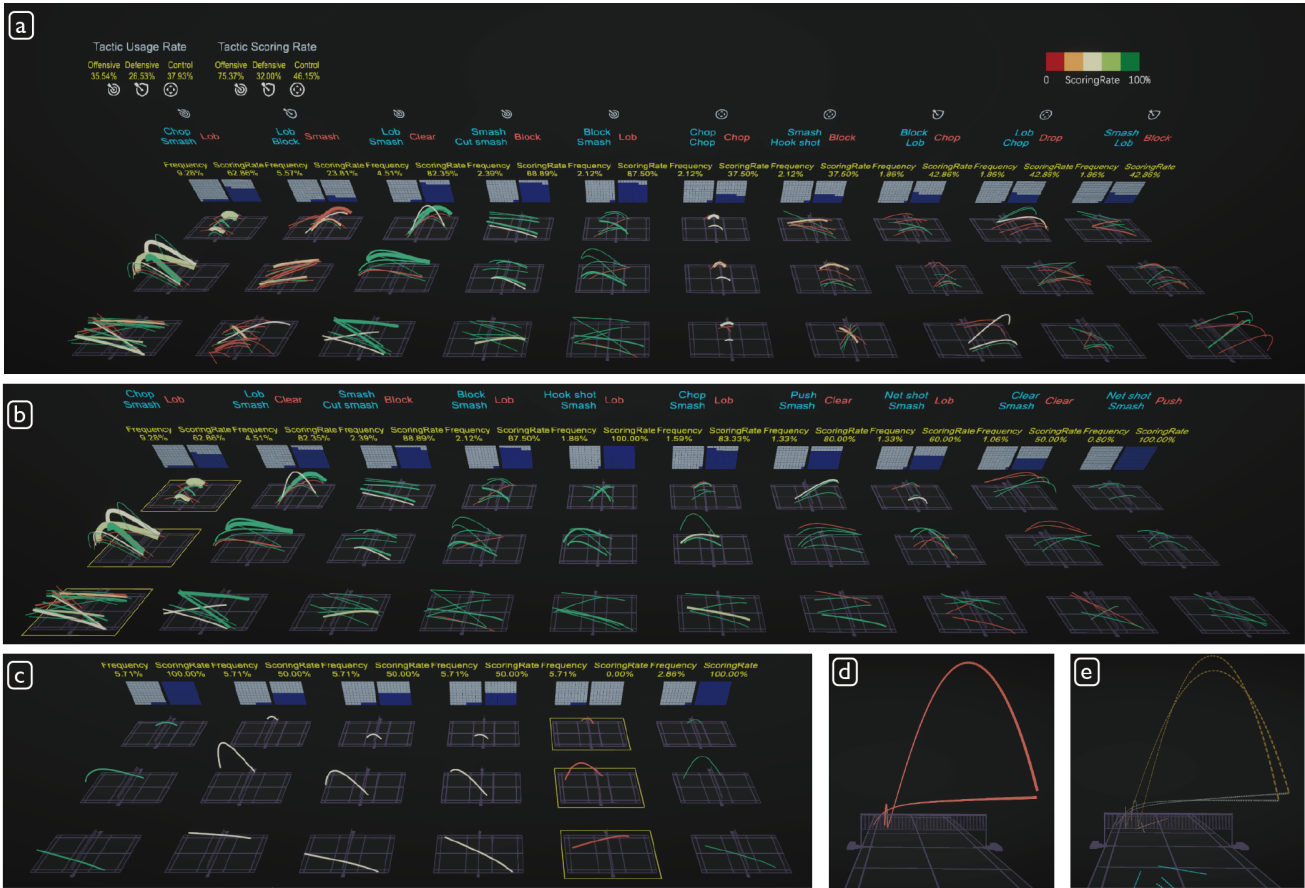 a
Tactic Usage Rate Tactic Scoring Rate
Offensive Defensive Control Offensive Defensive Control
35.54% 26.53% 37.93% 75.37% 32.00% 46.15%
0 ScoringRate 100%
Chop Smash Lob Lob Block Smash Lob Smash Clear Smash Cut smash Block Block Smash Lob Chop Chop Chop Smash Hook shot Block Block Lob Chop Lob Chop Drop Smash Lob Block
Frequency ScoringRate Frequency ScoringRate Frequency ScoringRate Frequency ScoringRate Frequency ScoringRate Frequency ScoringRate Frequency ScoringRate Frequency ScoringRate Frequency ScoringRate Frequency ScoringRate
9.28% 62.86% 5.57% 23.81% 4.51% 82.35% 2.39% 88.89% 2.12% 87.50% 2.12% 37.50% 2.12% 37.50% 1.86% 42.86% 1.86% 42.86% 1.86% 42.86%
b
Chop Smash Lob Lob Smash Clear Smash Cut smash Block Block Smash Lob Hook shot Smash Lob Chop Smash Lob Push Smash Clear Net shot Smash Lob Clear Smash Clear Net shot Smash Push
Frequency ScoringRate Frequency ScoringRate Frequency ScoringRate Frequency ScoringRate Frequency ScoringRate Frequency ScoringRate Frequency ScoringRate Frequency ScoringRate Frequency ScoringRate Frequency ScoringRate
9.28% 62.86% 4.51% 82.35% 2.39% 88.89% 2.12% 87.50% 1.86% 100.00% 1.59% 83.33% 1.33% 80.00% 1.33% 60.00% 1.06% 50.00% 0.80% 100.00%
c
Frequency ScoringRate Frequency ScoringRate Frequency ScoringRate Frequency ScoringRate Frequency ScoringRate Frequency ScoringRate
5.71% 100.00% 5.71% 50.00% 5.71% 50.00% 5.71% 50.00% 5.71% 0.00% 2.86% 100.00%
d
e